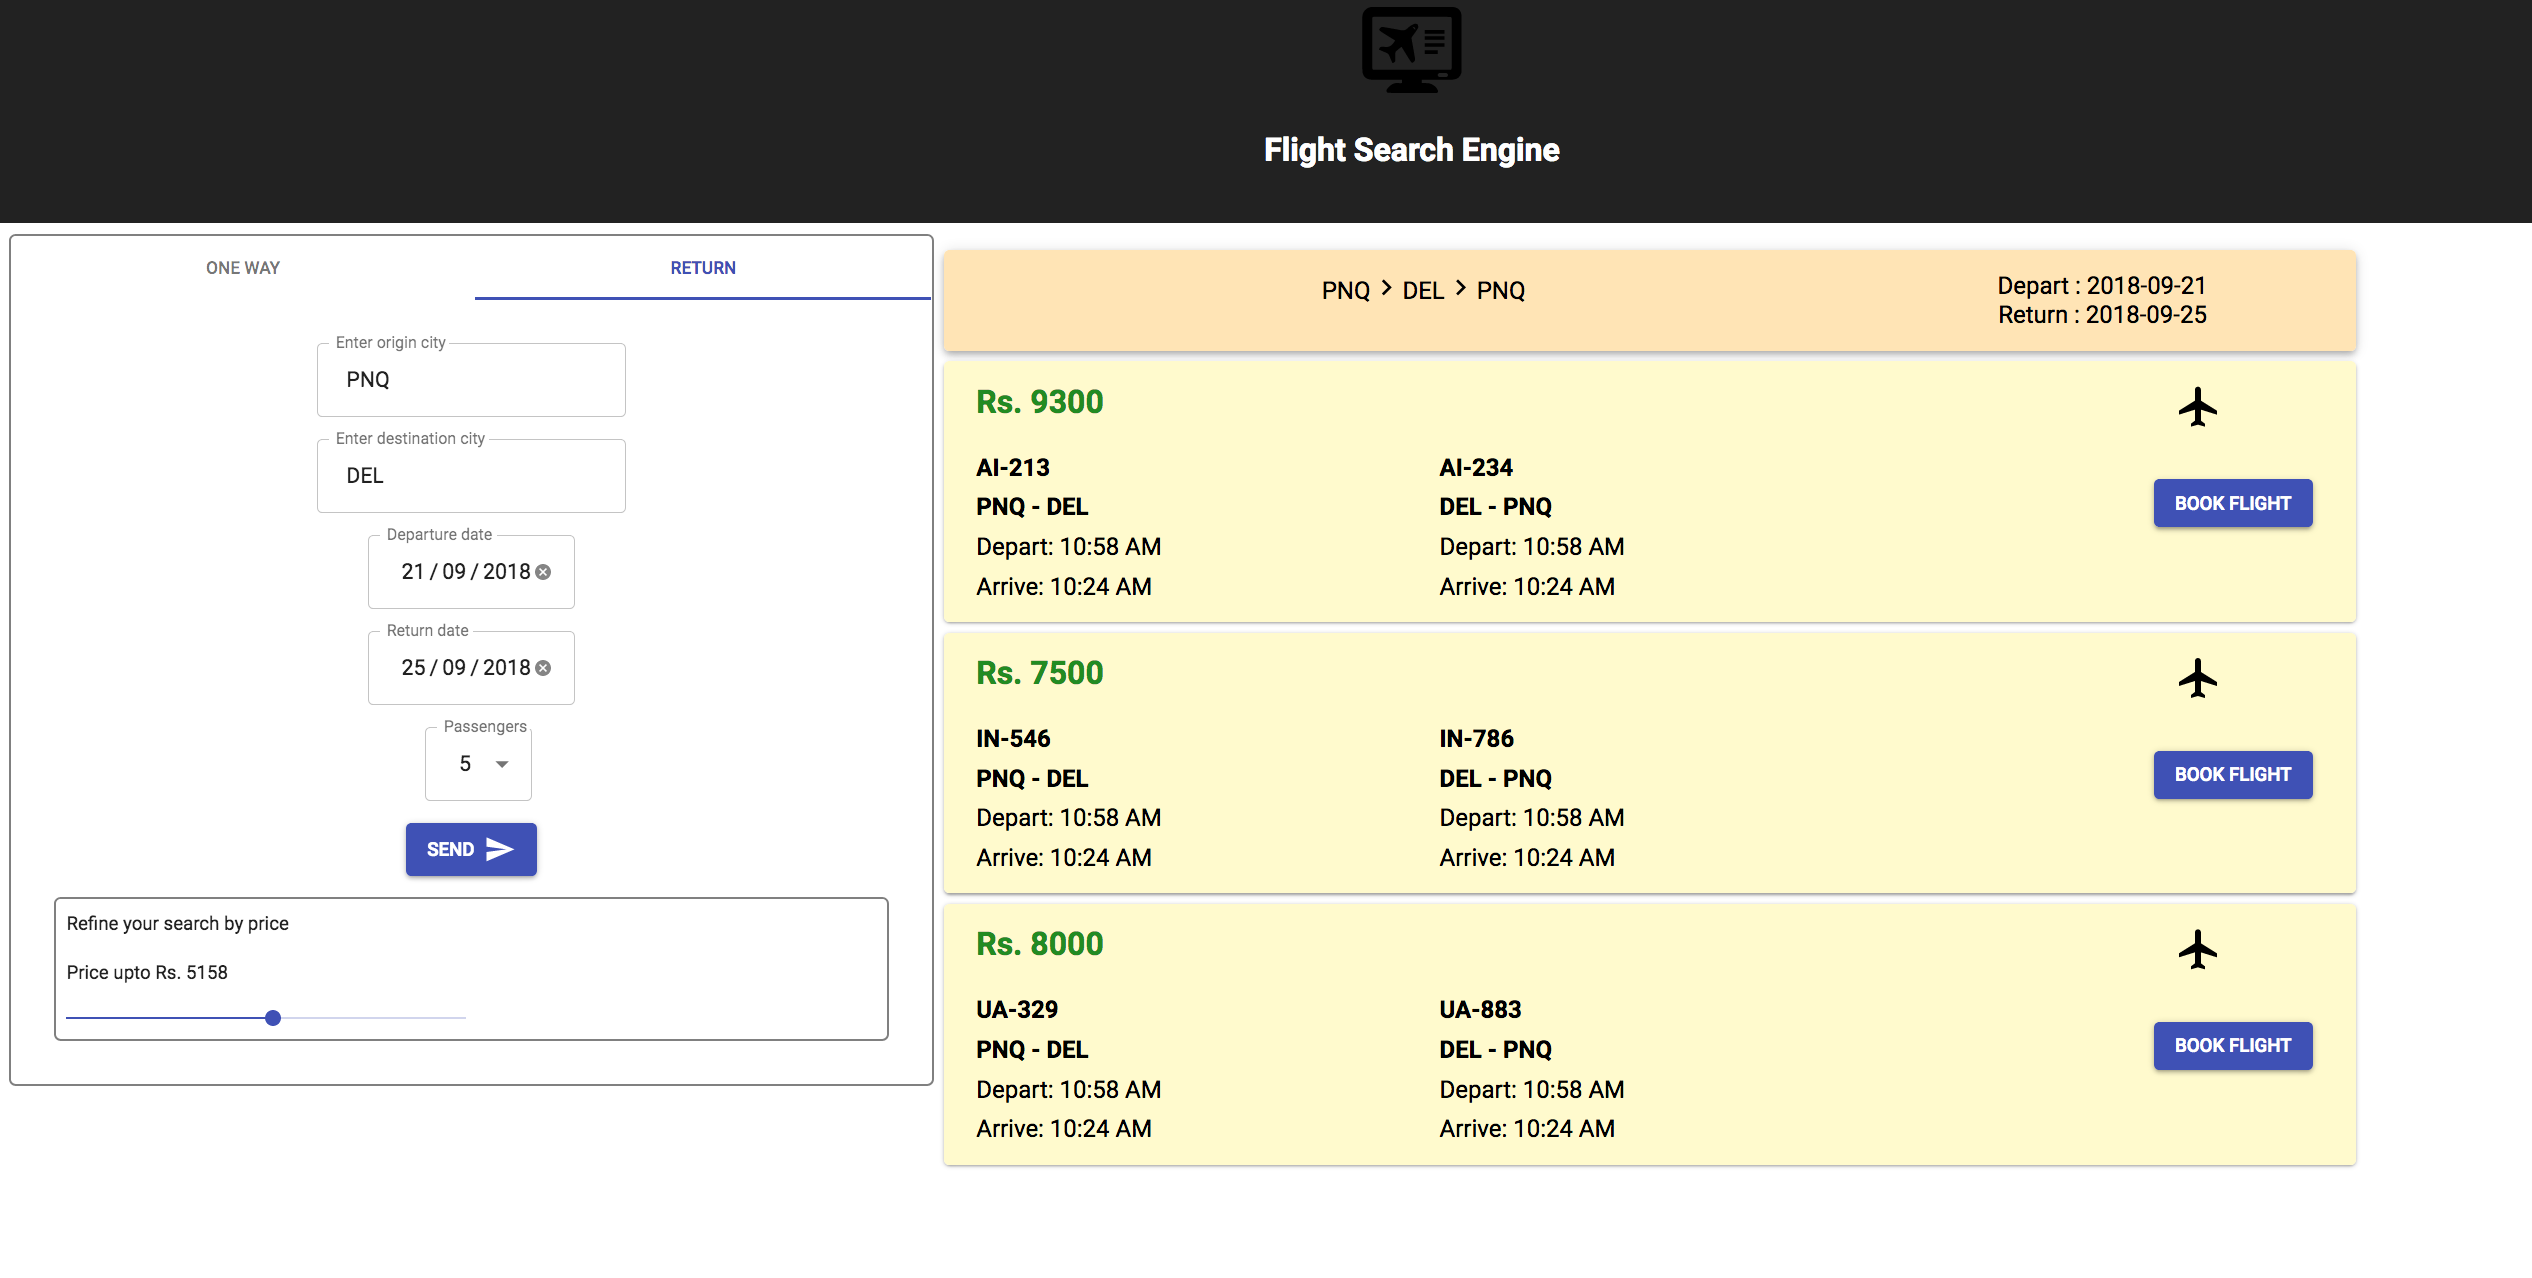 Flight Search Engine
ONE WAY
RETURN
Enter origin city
PNQ
Enter destination city
DEL
Departure date
21 / 09 / 2018
Return date
25 / 09 / 2018
Passengers
5
SEND
Refine your search by price
Price upto Rs. 5158
PNQ > DEL > PNQ
Depart : 2018-09-21
Return : 2018-09-25
Rs. 9300
AI-213
PNQ - DEL
Depart: 10:58 AM
Arrive: 10:24 AM
AI-234
DEL - PNQ
Depart: 10:58 AM
Arrive: 10:24 AM
BOOK FLIGHT
Rs. 7500
IN-546
PNQ - DEL
Depart: 10:58 AM
Arrive: 10:24 AM
IN-786
DEL - PNQ
Depart: 10:58 AM
Arrive: 10:24 AM
BOOK FLIGHT
Rs. 8000
UA-329
PNQ - DEL
Depart: 10:58 AM
Arrive: 10:24 AM
UA-883
DEL - PNQ
Depart: 10:58 AM
Arrive: 10:24 AM
BOOK FLIGHT